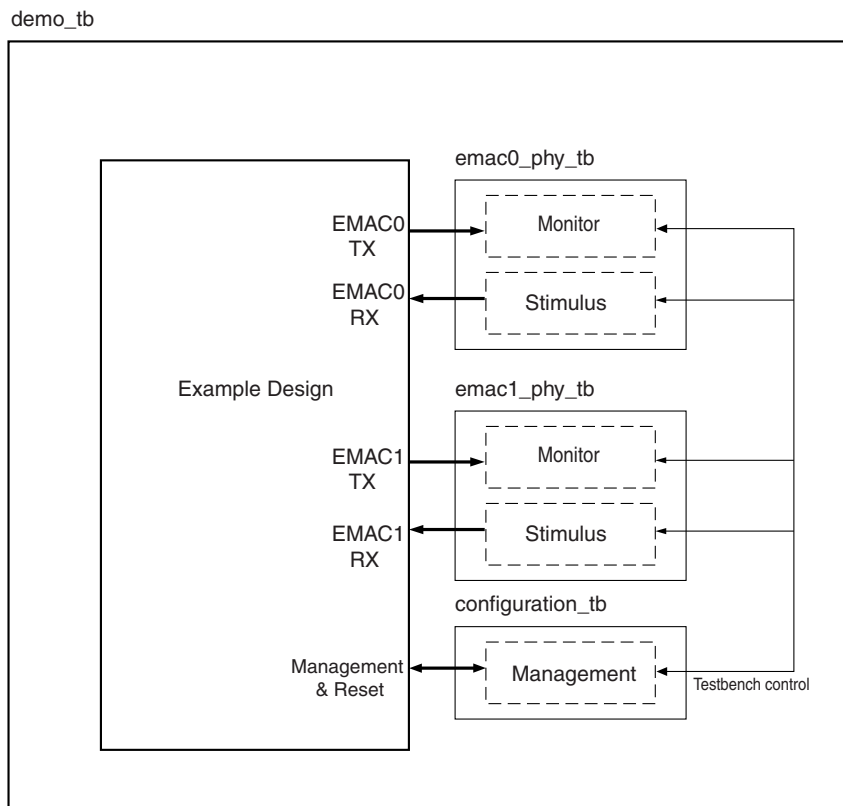 demo_tb
emac0_phy_tb
EMAC0
TX
Monitor
EMAC0
RX
Stimulus
Example Design
emac1_phy_tb
EMAC1
TX
Monitor
EMAC1
RX
Stimulus
configuration_tb
Management
& Reset
Management
Testbench control